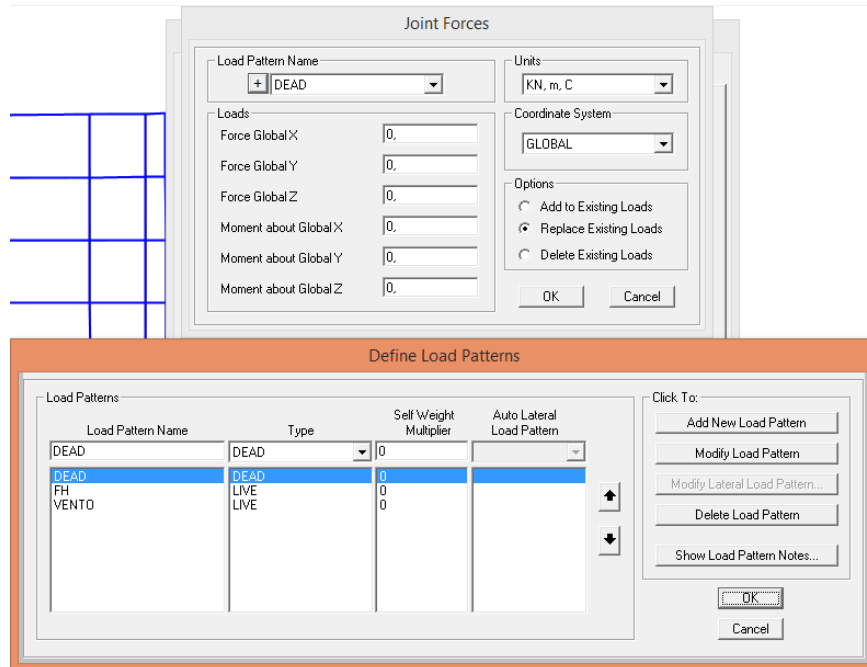 Joint Forces
Load Pattern Name
+ DEAD
Units
KN, m, C
Loads
Force Global X 0,
Force Global Y 0,
Force Global Z 0,
Moment about Global X 0,
Moment about Global Y 0,
Moment about Global Z 0,
Coordinate System
GLOBAL
Options
Add to Existing Loads
Replace Existing Loads
Delete Existing Loads
OK Cancel
Define Load Patterns
Load Patterns
Load Pattern Name Type Self Weight Multiplier Auto Lateral Load Pattern
DEAD DEAD 0
DEAD DEAD 0
FH LIVE 0
VENTO LIVE 0
Click To:
Add New Load Pattern
Modify Load Pattern
Modify Lateral Load Pattern...
Delete Load Pattern
Show Load Pattern Notes...
OK
Cancel